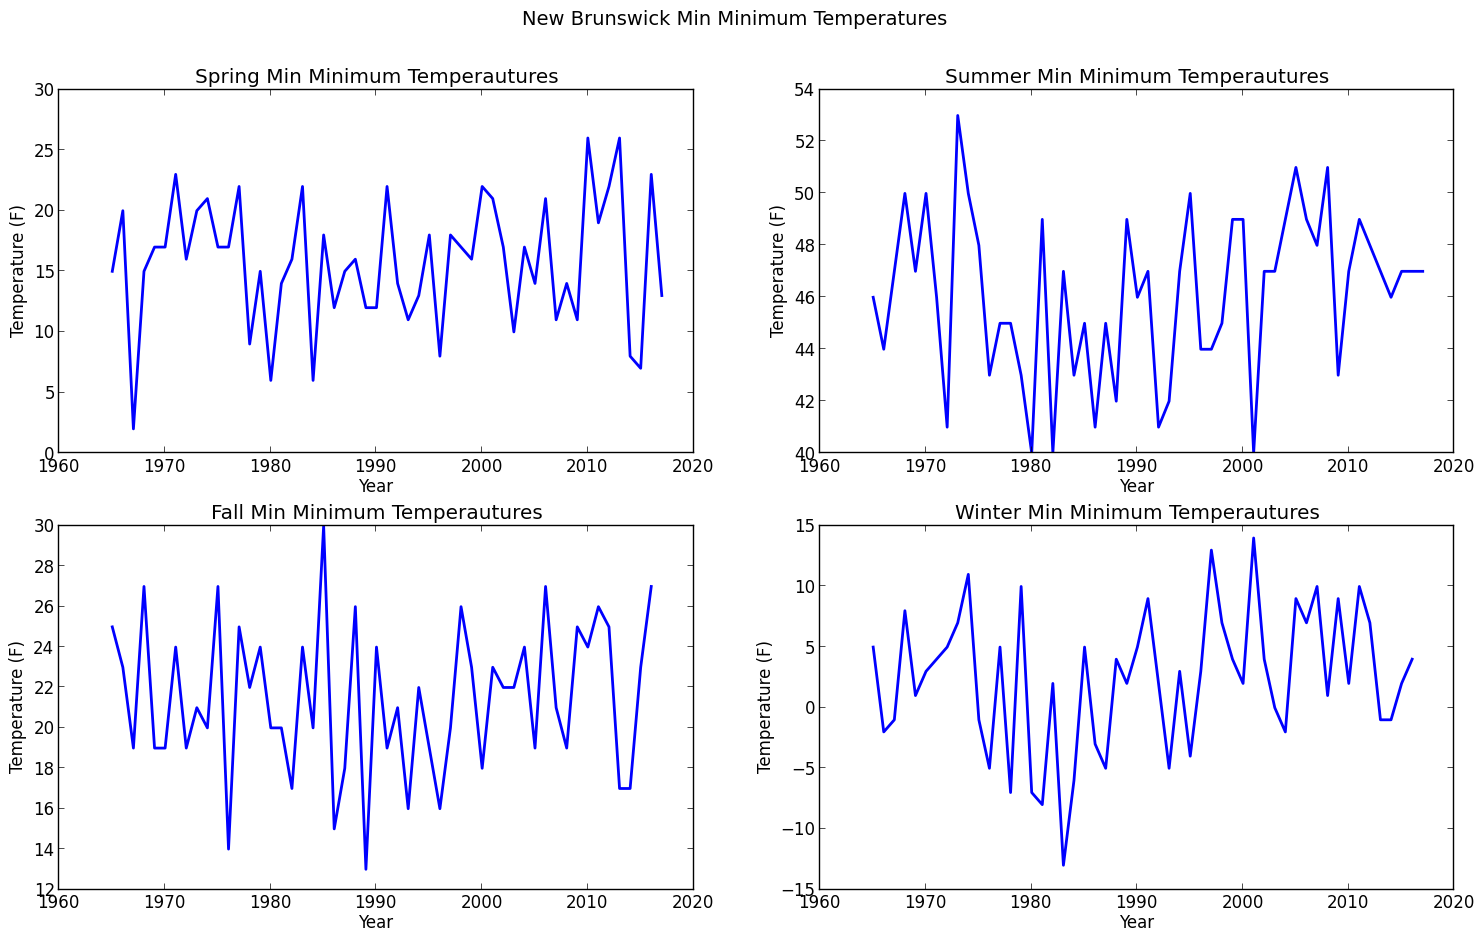 New Brunswick Min Minimum Temperatures
Spring Min Minimum Temperautures
30
25
20
15
10
5
0
Temperature (F)
1960 1970 1980 1990 2000 2010 2020
Year
Summer Min Minimum Temperautures
54
52
50
48
46
44
42
40
Temperature (F)
1960 1970 1980 1990 2000 2010 2020
Year
Fall Min Minimum Temperautures
30
28
26
24
22
20
18
16
14
12
Temperature (F)
1960 1970 1980 1990 2000 2010 2020
Year
Winter Min Minimum Temperautures
15
10
5
0
−5
−10
−15
Temperature (F)
1960 1970 1980 1990 2000 2010 2020
Year